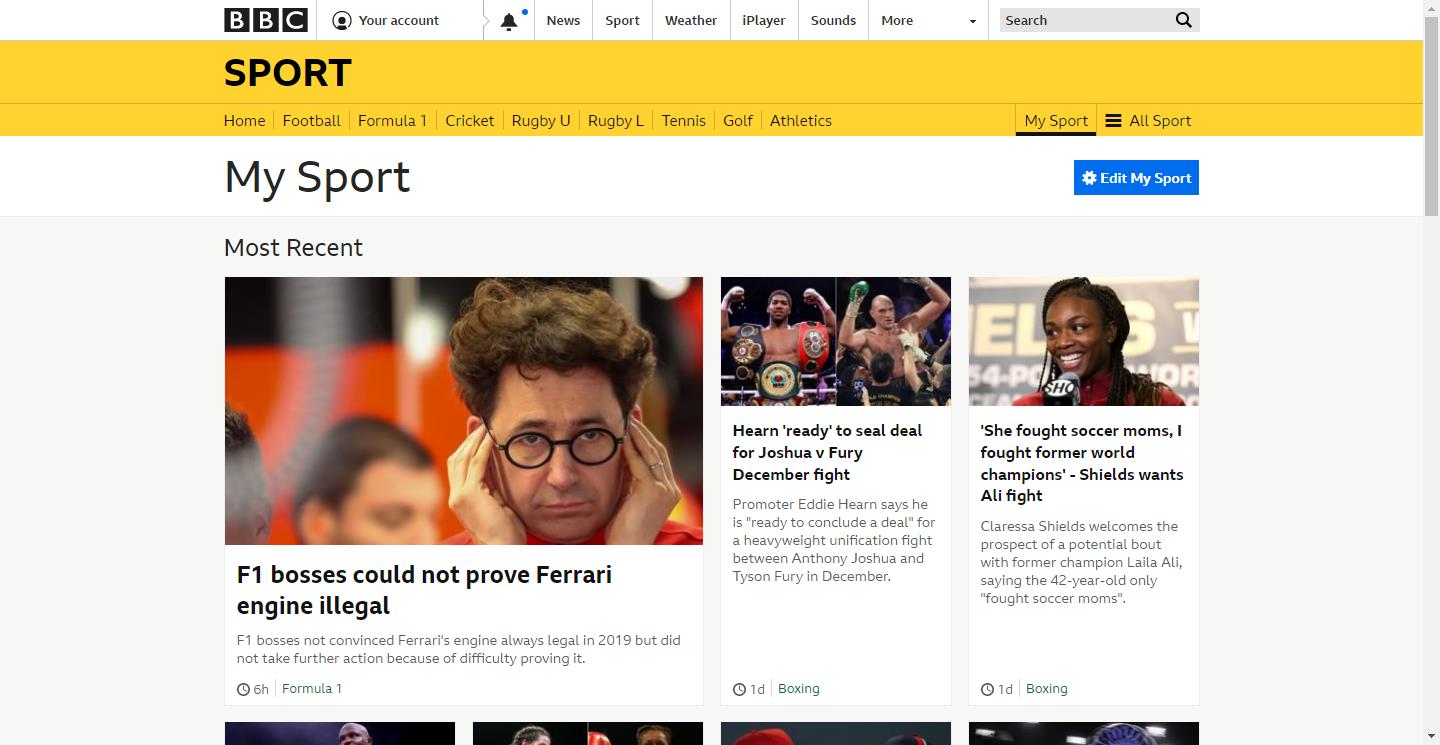 BBC
Your account
News
Sport
Weather
iPlayer
Sounds
More
Search
SPORT
Home
Football
Formula 1
Cricket
Rugby U
Rugby L
Tennis
Golf
Athletics
My Sport
All Sport
My Sport
Edit My Sport
Most Recent
SHO
F1 bosses could not prove Ferrari
engine illegal
F1 bosses not convinced Ferrari's engine always legal in 2019 but did
not take further action because of difficulty proving it.
6h
Formula 1
Hearn 'ready' to seal deal
for Joshua v Fury
December fight
Promoter Eddie Hearn says he
is "ready to conclude a deal" for
a heavyweight unification fight
between Anthony Joshua and
Tyson Fury in December.
1d
Boxing
'She fought soccer moms, I
fought former world
champions' - Shields wants
Ali fight
Claressa Shields welcomes the
prospect of a potential bout
with former champion Laila Ali,
saying the 42-year-old only
"fought soccer moms".
1d
Boxing